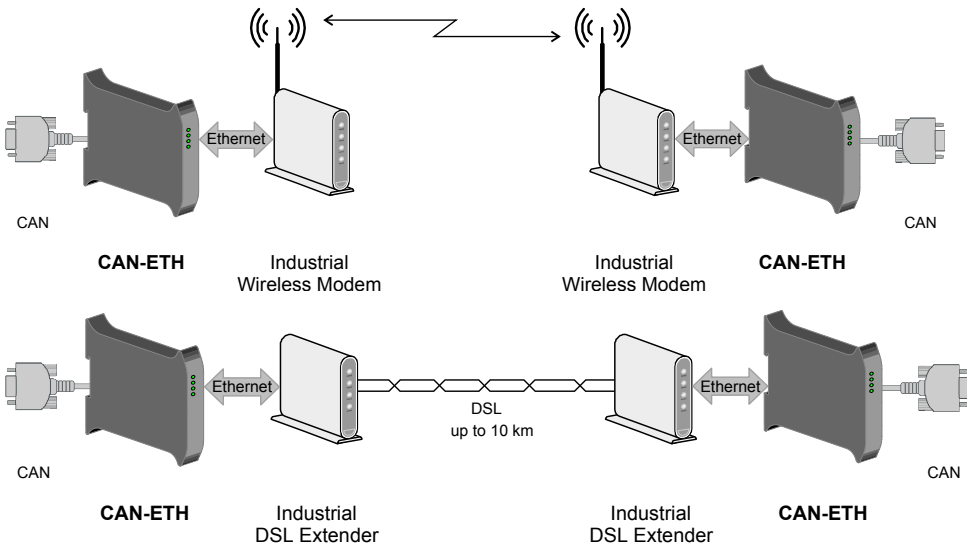 Ethernet
Ethernet
CAN
CAN
CAN-ETH
Industrial
Wireless Modem
Industrial
Wireless Modem
CAN-ETH
Ethernet
Ethernet
DSL
up to 10 km
CAN
CAN
CAN-ETH
Industrial
DSL Extender
Industrial
DSL Extender
CAN-ETH